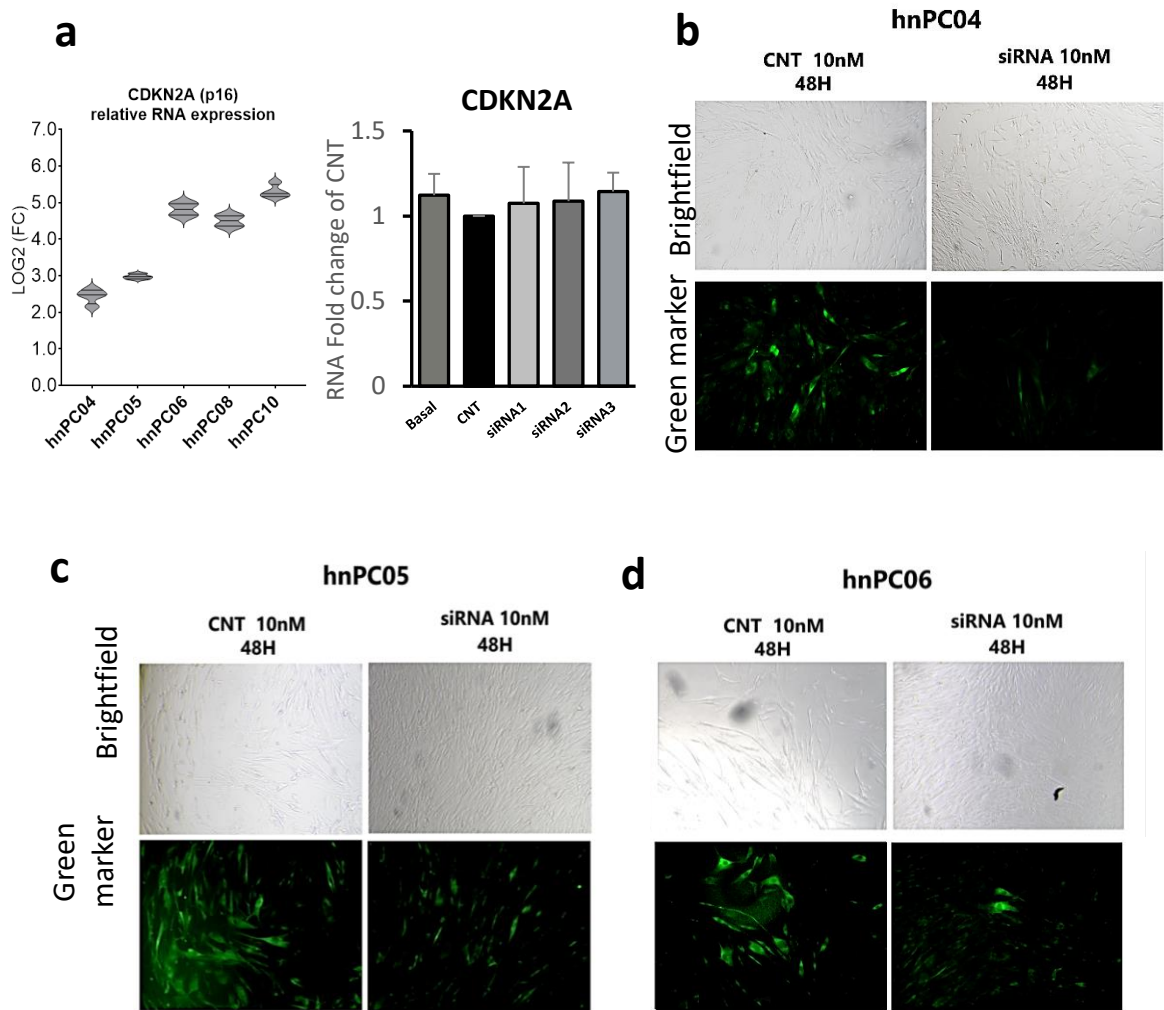 a
CDKN2A (p16)
relative RNA expression
LOG2 (FC)
7.0
6.0
5.0
4.0
3.0
2.0
1.0
0.0
hnPC04
hnPC05
hnPC06
hnPC08
hnPC10
CDKN2A
RNA Fold change of CNT
1.5
1
0.5
0
Basal
CNT
siRNA1
siRNA2
siRNA3
b
hnPC04
CNT 10nM
48H
siRNA 10nM
48H
Brightfield
Green marker
c
hnPC05
CNT 10nM
48H
siRNA 10nM
48H
Brightfield
Green
marker
d
hnPC06
CNT 10nM
48H
siRNA 10nM
48H